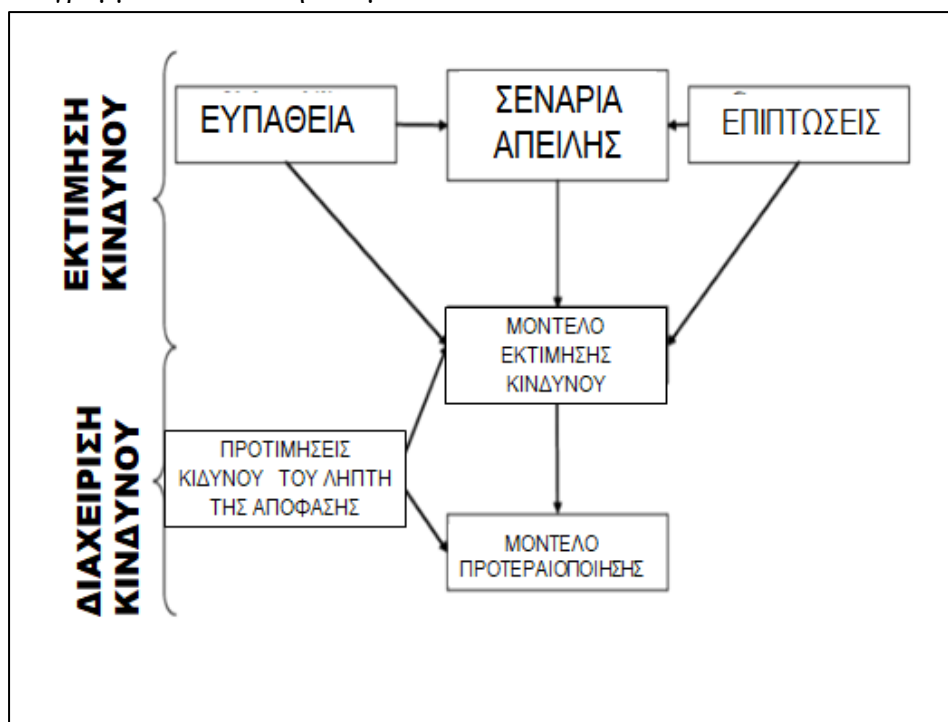 ΕΚΤΙΜΗΣΗ
ΚΙΝΔΥΝΟΥ
ΕΥΠΑΘΕΙΑ
ΣΕΝΑΡΙΑ
ΑΠΕΙΛΗΣ
ΕΠΙΠΤΩΣΕΙΣ
ΜΟΝΤΕΛΟ
ΕΚΤΙΜΗΣΗΣ
ΚΙΝΔΥΝΟΥ
ΔΙΑΧΕΙΡΙΣΗ
ΚΙΝΔΥΝΟΥ
ΠΡΟΤΙΜΗΣΕΙΣ
ΚΙΔΥΝΟΥ ΤΟΥ ΛΗΠΤΗ
ΤΗΣ ΑΠΟΦΑΣΗΣ
ΜΟΝΤΕΛΟ
ΠΡΟΤΕΡΑΙΟΠΟΙΗΣΗΣ